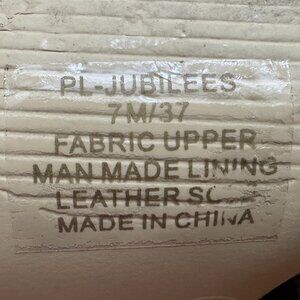 PL-JUBILEES
7M/37
FABRIC UPPER
MAN MADE LINING
LEATHER
MADE IN CHINA